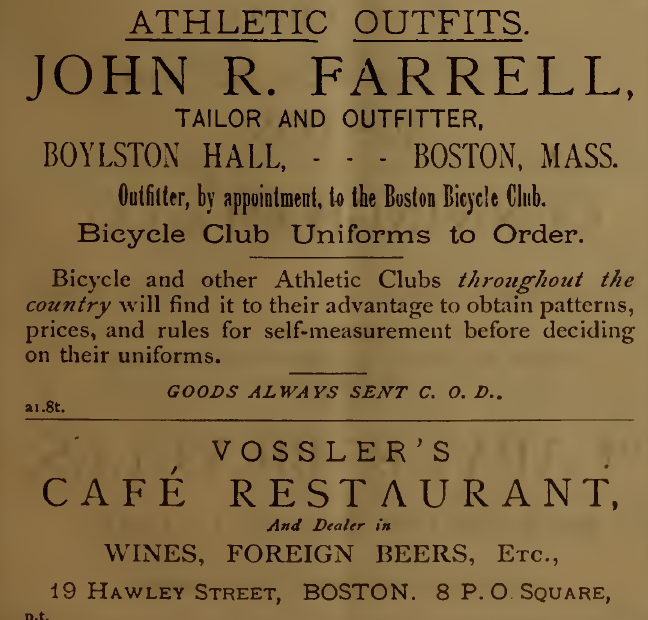 ATHLETIC OUTFITS.
JOHN R. FARRELL,
TAILOR AND OUTFITTER,
BOYLSTON HALL, - - - BOSTON, MASS.
Outfitter, by appointment, to the Boston Bicycle Club.
Bicycle Club Uniforms to Order.
Bicycle and other Athletic Clubs throughout the
country will find it to their advantage to obtain patterns,
prices, and rules for self-measurement before deciding
on their uniforms.
GOODS ALWAYS SENT C. O. D..
a1.8t.
VOSSLER'S
CAFÉ RESTAURANT,
And Dealer in
WINES, FOREIGN BEERS, ETC.,
19 HAWLEY STREET, BOSTON. 8 P. O. SQUARE,
n.t.